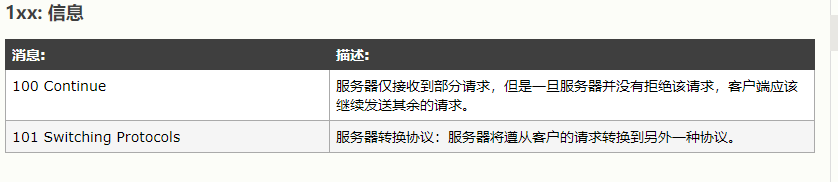 1xx: 信息
消息: 描述:
100 Continue 服务器仅接收到部分请求，但是一旦服务器并没有拒绝该请求，客户端应该
继续发送其余的请求。
101 Switching Protocols 服务器转换协议：服务器将遵从客户的请求转换到另外一种协议。